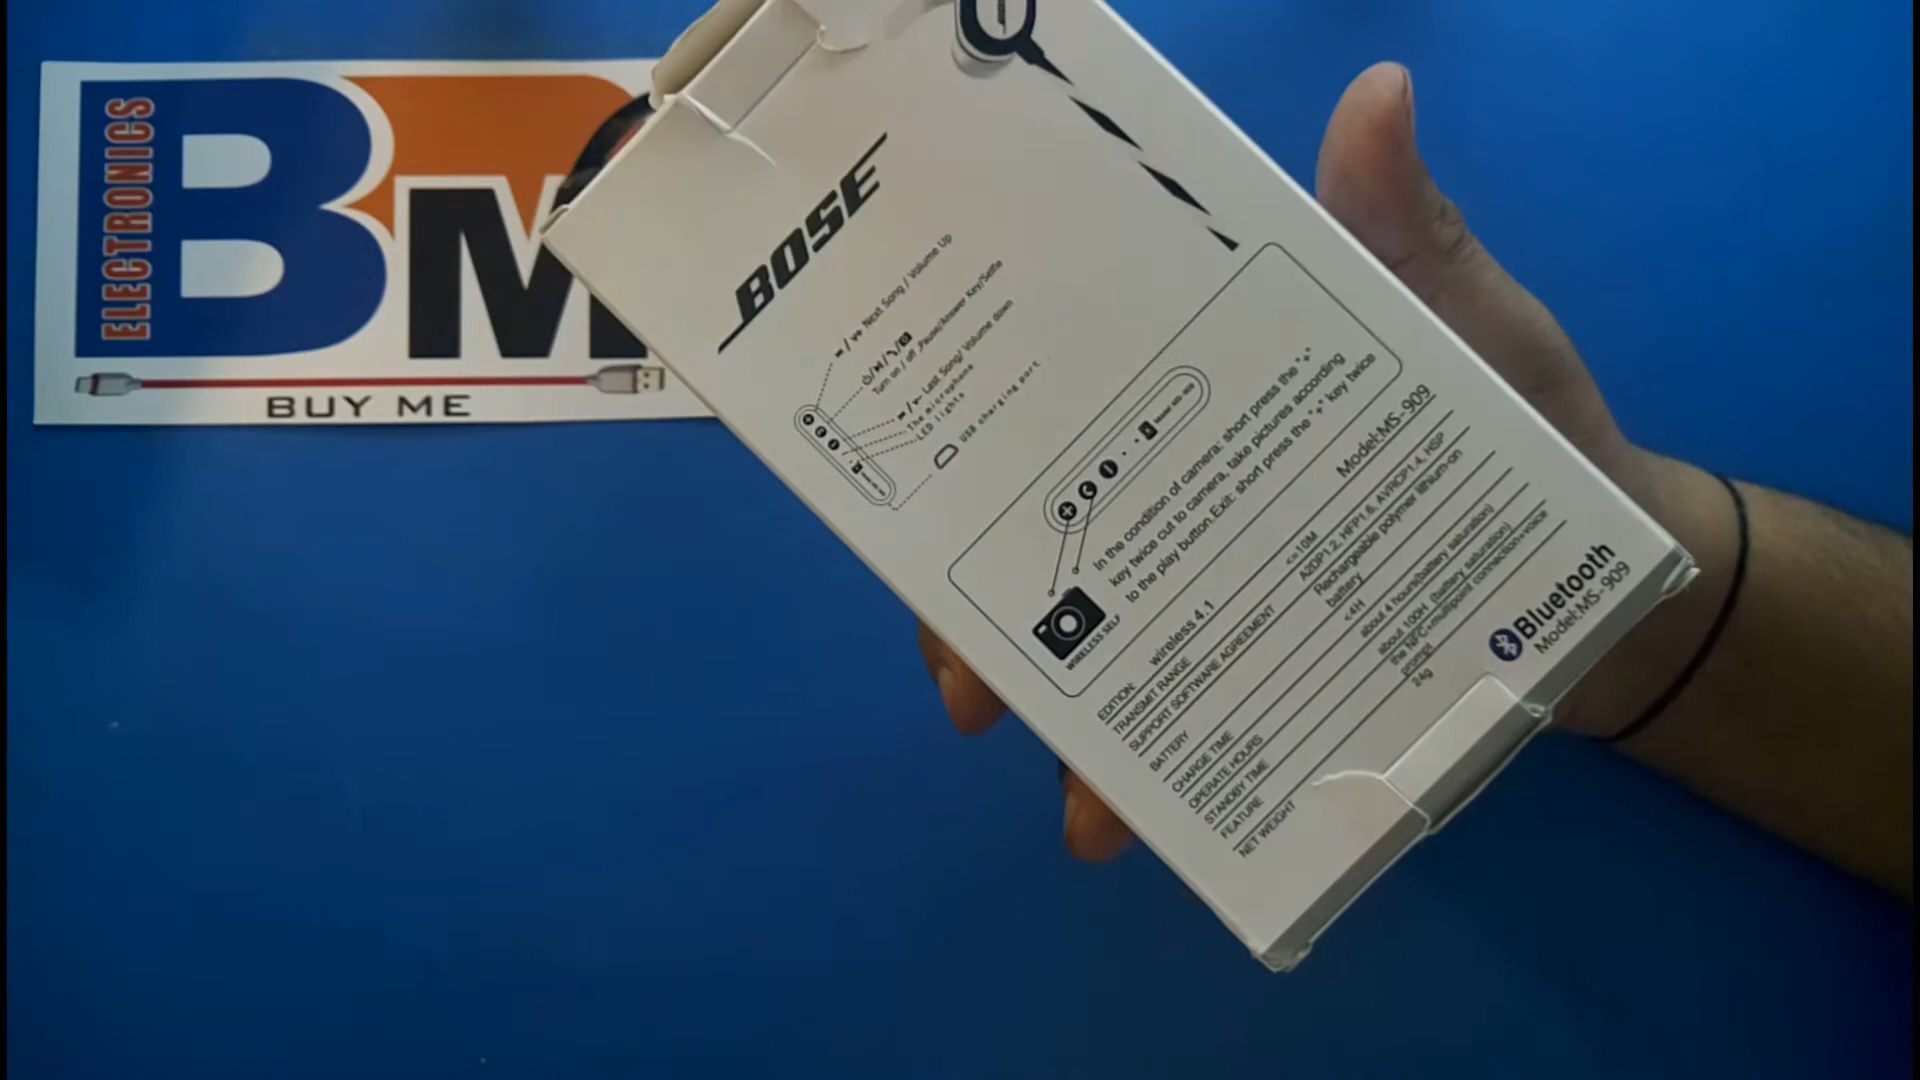 ELECTRONICS
BM
BUY ME
BOSE
Next Song / Volume Up
Turn on / off ,Pause/Answer Key/Selfie
Last Song/ Volume down
The microphone
LED lights
USB charging port
In the condition of camera: short press the "+"
key twice cut to camera, take pictures according
to the play button.Exit: short press the "+" key twice
WIRELESS SELF
Model:MS-909
EDITION: wireless 4.1
TRANSMIT RANGE <=10M
SUPPORT SOFTWARE AGREEMENT A2DP1.2, HFP1.6, AVRCP1.4, HSP
BATTERY Rechargeable polymer lithium-on
battery
CHARGE TIME <4H
OPERATE HOURS about 4 hours(battery saturation)
STANDBY TIME about 100H (battery saturation)
FEATURE the NFC+multipoint connection+voice
prompt
NET WEIGHT 24g
Bluetooth
Model:MS-909